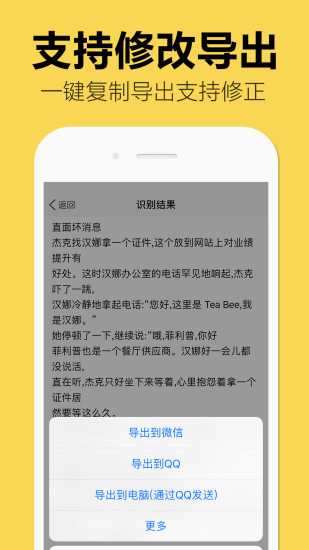 支持修改导出
一键复制导出支持修正
返回
识别结果
直面坏消息
杰克找汉娜拿一个证件,这个放到网站上对业绩
提升有
好处。这时汉娜办公室的电话罕见地响起,杰克
吓了一跳,
汉娜冷静地拿起电话:“您好,这里是 Tea Bee,我
是汉娜。”
她停顿了一下,继续说:“哦,菲利普,你好
菲利普也是一个餐厅供应商。汉娜好一会儿都
没说活,
直在听,杰克只好坐下来等着,心里抱怨着拿一个
证件居
然要等这么久。
导出到微信
导出到QQ
导出到电脑(通过QQ发送)
更多